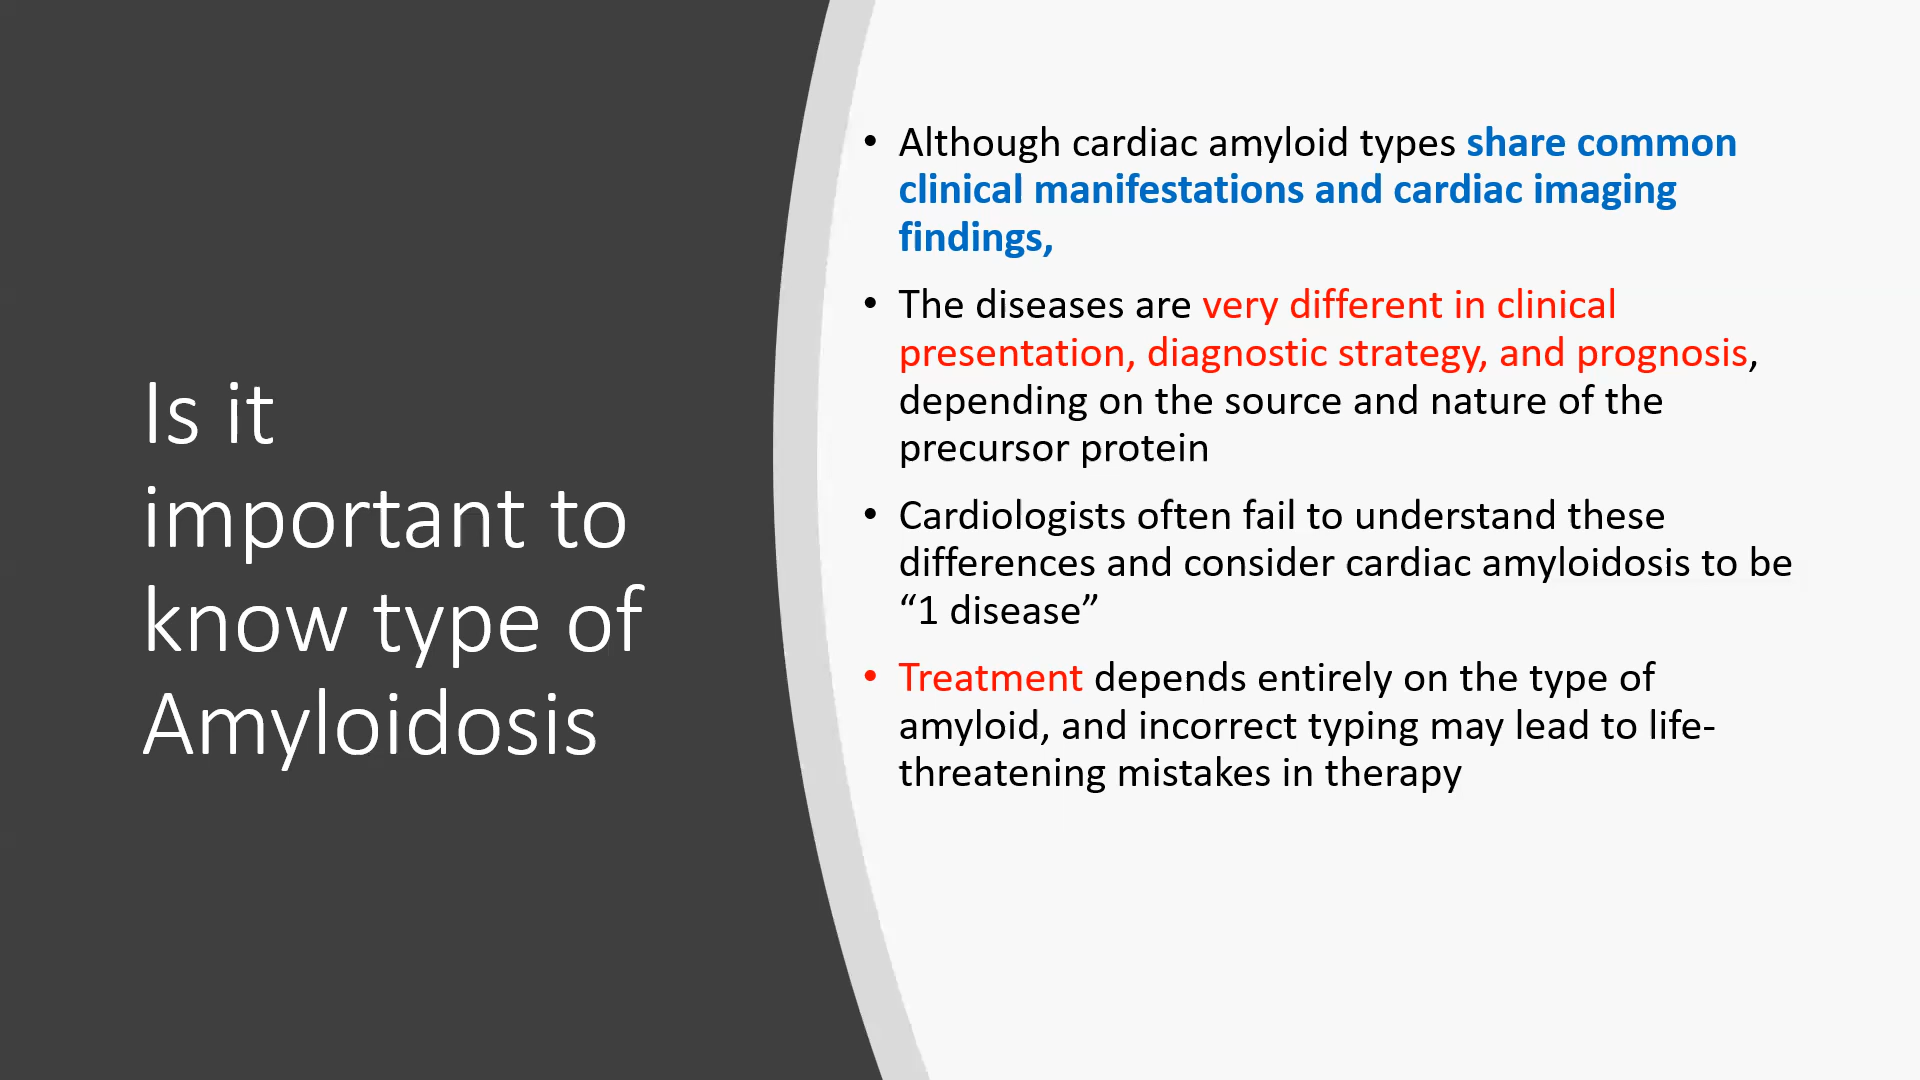 Is it
important to
know type of
Amyloidosis
• Although cardiac amyloid types share common
clinical manifestations and cardiac imaging
findings,
• The diseases are very different in clinical
presentation, diagnostic strategy, and prognosis,
depending on the source and nature of the
precursor protein
• Cardiologists often fail to understand these
differences and consider cardiac amyloidosis to be
“1 disease”
• Treatment depends entirely on the type of
amyloid, and incorrect typing may lead to life-
threatening mistakes in therapy